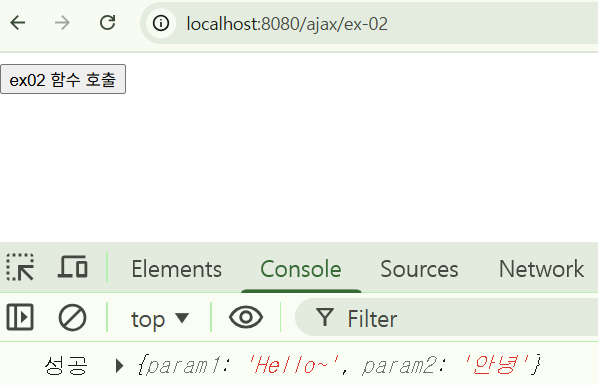 localhost:8080/ajax/ex-02
ex02 함수 호출
Elements Console Sources Network
top Filter
성공 {param1: 'Hello~', param2: '안녕'}